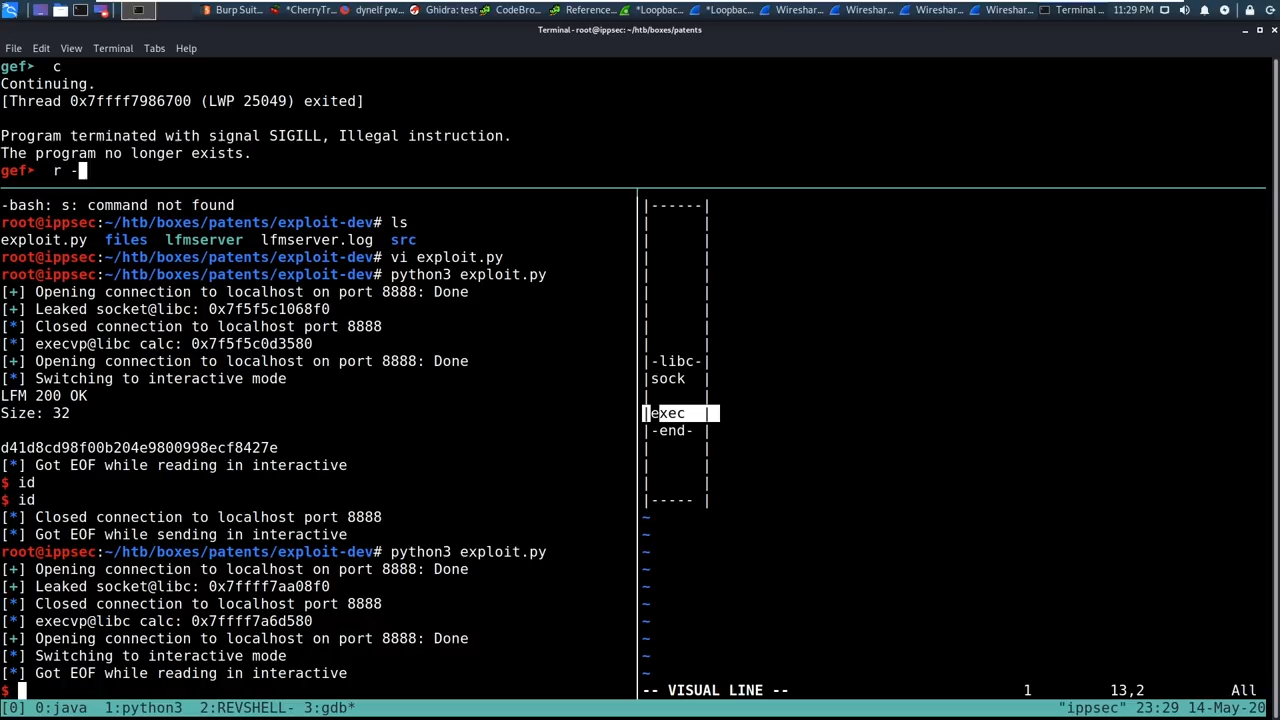 Burp Suit... *CherryTr... dynelf pw... Ghidra: test CodeBro... Reference... *Loopbac... *Loopbac... Wireshar... Wireshar... Wireshar... Wireshar... Terminal ... 11:29 PM
Terminal - root@ippsec:~/htb/boxes/patents
File Edit View Terminal Tabs Help
gef➤  c
Continuing.
[Thread 0x7ffff7986700 (LWP 25049) exited]
Program terminated with signal SIGILL, Illegal instruction.
The program no longer exists.
gef➤  r -
-bash: s: command not found
root@ippsec:~/htb/boxes/patents/exploit-dev# ls
exploit.py  files  lfmserver  lfmserver.log  src
root@ippsec:~/htb/boxes/patents/exploit-dev# vi exploit.py
root@ippsec:~/htb/boxes/patents/exploit-dev# python3 exploit.py
[+] Opening connection to localhost on port 8888: Done
[+] Leaked socket@libc: 0x7f5f5c1068f0
[*] Closed connection to localhost port 8888
[*] execvp@libc calc: 0x7f5f5c0d3580
[+] Opening connection to localhost on port 8888: Done
[*] Switching to interactive mode
LFM 200 OK
Size: 32
d41d8cd98f00b204e9800998ecf8427e
[*] Got EOF while reading in interactive
$ id
$ id
[*] Closed connection to localhost port 8888
[*] Got EOF while sending in interactive
root@ippsec:~/htb/boxes/patents/exploit-dev# python3 exploit.py
[+] Opening connection to localhost on port 8888: Done
[+] Leaked socket@libc: 0x7ffff7aa08f0
[*] Closed connection to localhost port 8888
[*] execvp@libc calc: 0x7ffff7a6d580
[+] Opening connection to localhost on port 8888: Done
[*] Switching to interactive mode
[*] Got EOF while reading in interactive
$
|------|
|      |
|      |
|      |
|      |
|      |
|      |
|      |
|      |
|-libc-|
|sock  |
|      |
|exec  |
|-end- |
|      |
|      |
|      |
|----- |
~
~
~
~
~
~
~
~
~
~
-- VISUAL LINE -- 1 13,2 All
[0] 0:java  1:python3  2:REVSHELL- 3:gdb* "ippsec" 23:29 14-May-20